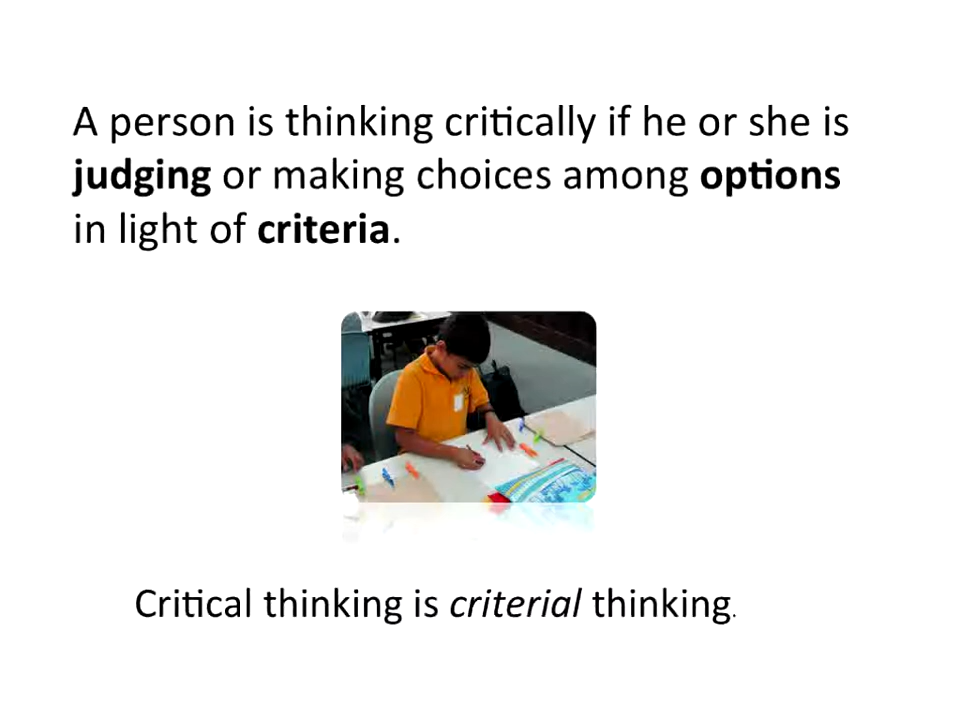 A person is thinking critically if he or she is
judging or making choices among options
in light of criteria.
Critical thinking is criterial thinking.